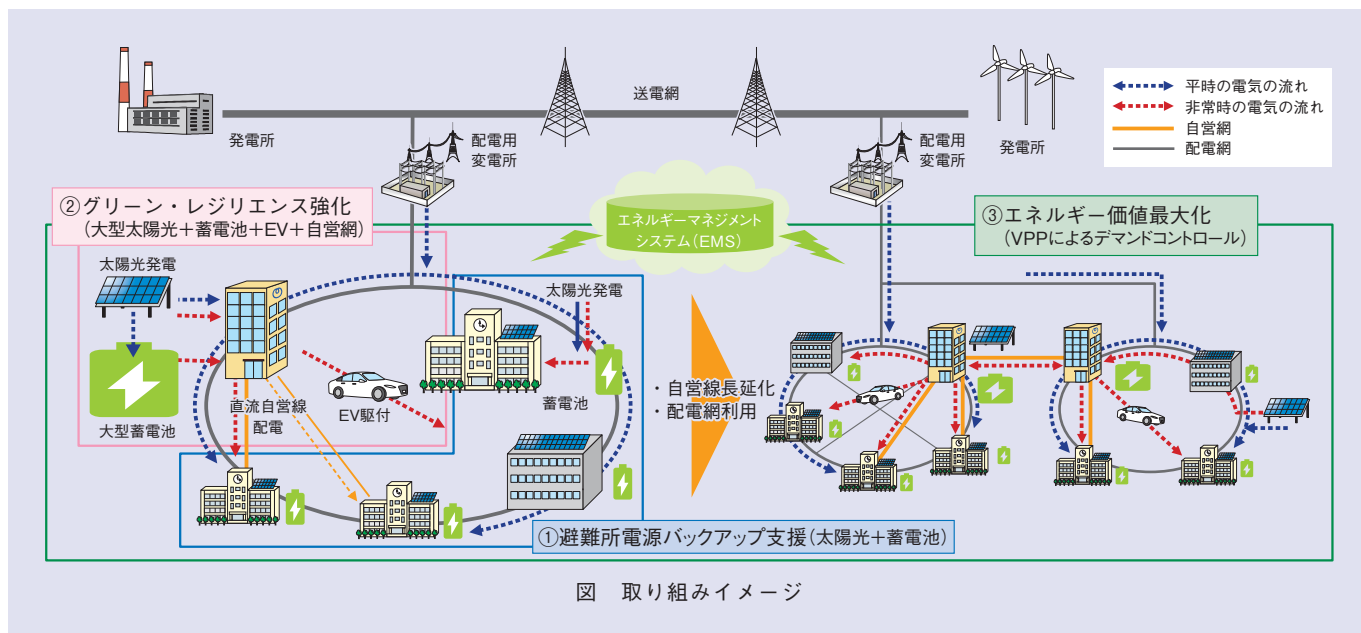 発電所
送電網
配電用
変電所
配電用
変電所
発電所
平時の電気の流れ
非常時の電気の流れ
自営網
配電網
②グリーン・レジリエンス強化
(大型太陽光＋蓄電池＋EV＋自営網)
エネルギーマネジメント
システム(EMS)
③エネルギー価値最大化
(VPPによるデマンドコントロール)
太陽光発電
大型蓄電池
直流自営線
配電
EV駆付
太陽光発電
蓄電池
・自営線長延化
・配電網利用
①避難所電源バックアップ支援(太陽光＋蓄電池)
図　取り組みイメージ